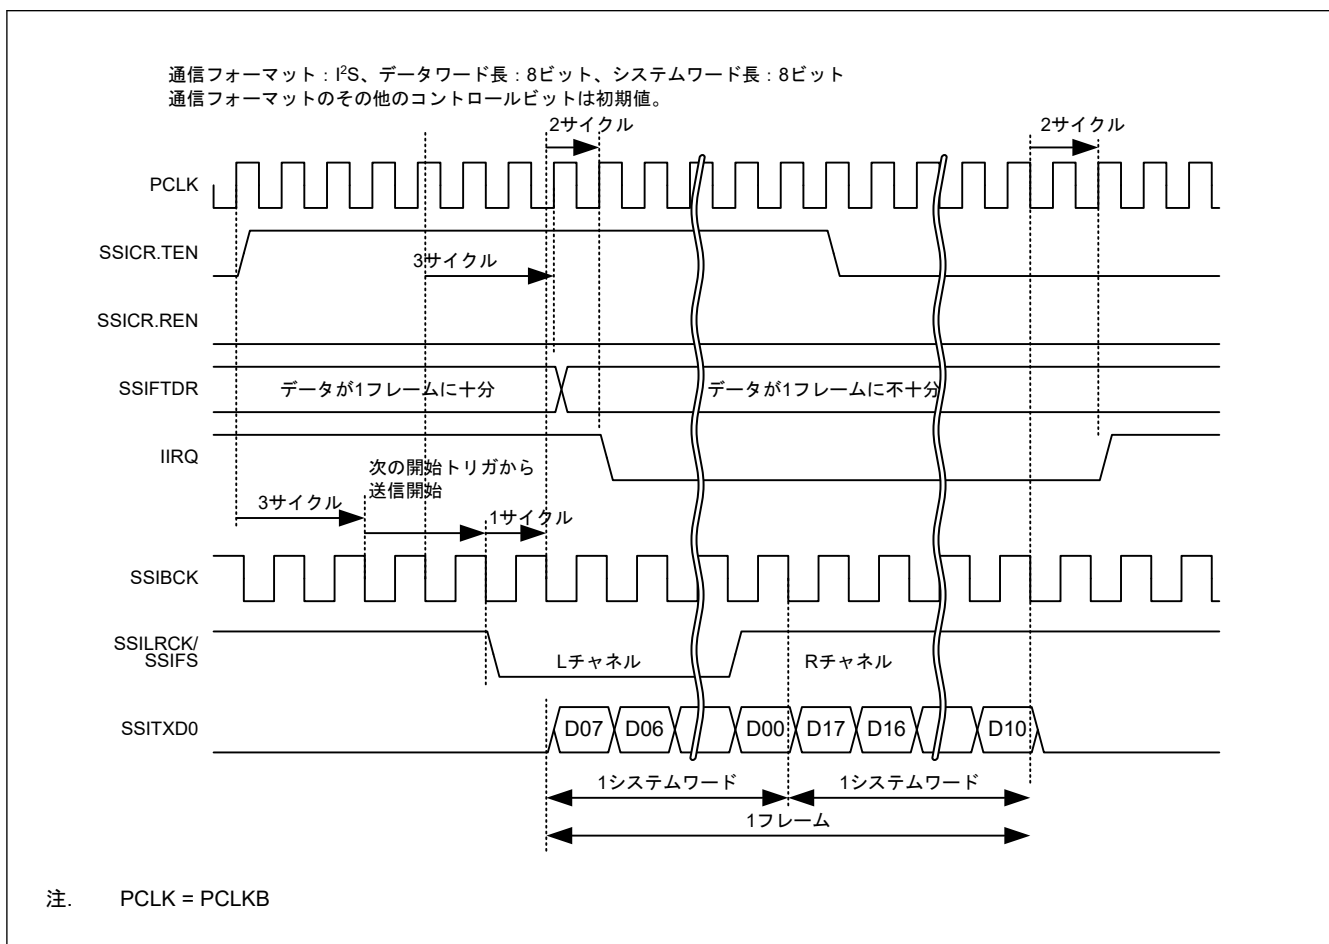 通信フォーマット：I²S、データワード長：8ビット、システムワード長：8ビット
通信フォーマットのその他のコントロールビットは初期値。
2サイクル
2サイクル
PCLK
SSICR.TEN
3サイクル
SSICR.REN
SSIFTDR
データが1フレームに十分
データが1フレームに不十分
IIRQ
次の開始トリガから
送信開始
3サイクル
1サイクル
SSIBCK
SSILRCK/
SSIFS
Lチャネル
Rチャネル
SSITXD0
D07
D06
D00
D17
D16
D10
1システムワード
1システムワード
1フレーム
注. PCLK = PCLKB